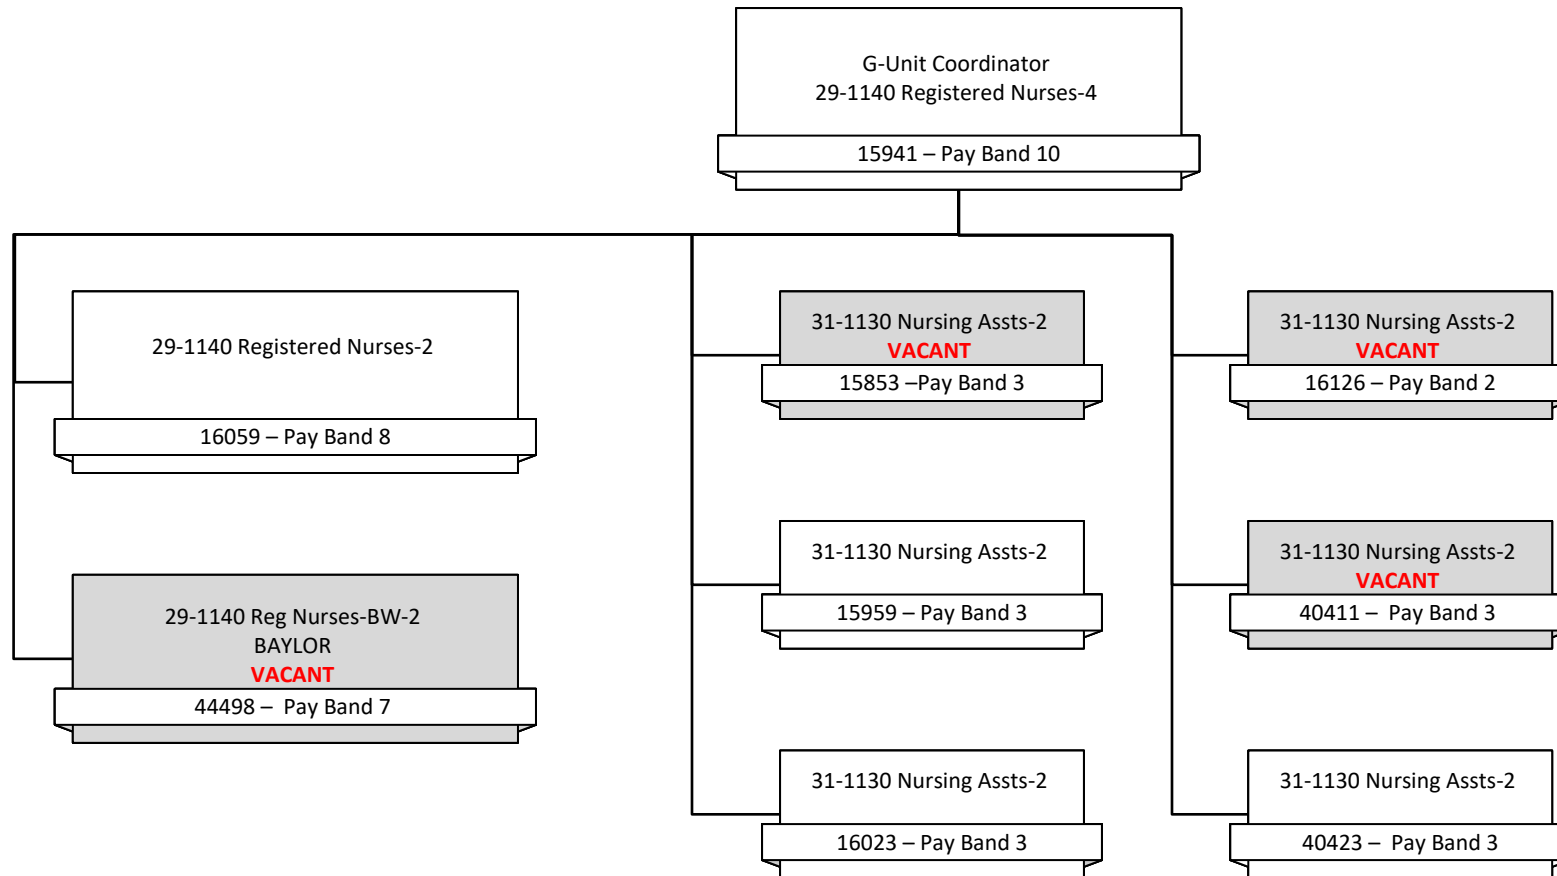 G-Unit Coordinator
29-1140 Registered Nurses-4
15941 – Pay Band 10
29-1140 Registered Nurses-2
16059 – Pay Band 8
29-1140 Reg Nurses-BW-2
BAYLOR
VACANT
44498 –  Pay Band 7
31-1130 Nursing Assts-2
VACANT
15853 –Pay Band 3
31-1130 Nursing Assts-2
15959 – Pay Band 3
31-1130 Nursing Assts-2
16023 – Pay Band 3
31-1130 Nursing Assts-2
VACANT
16126 – Pay Band 2
31-1130 Nursing Assts-2
VACANT
40411 –  Pay Band 3
31-1130 Nursing Assts-2
40423 –  Pay Band 3